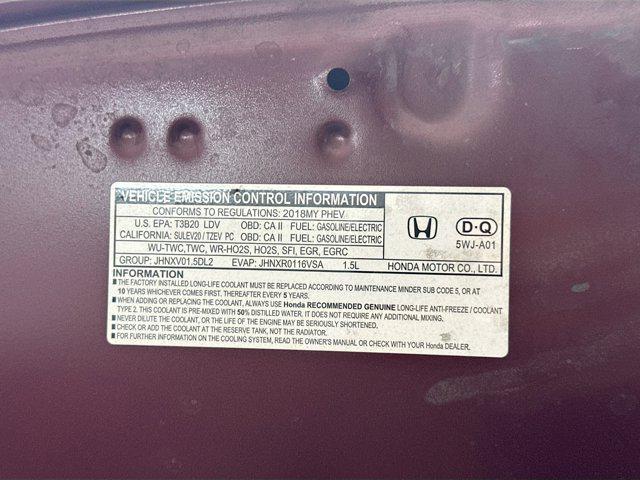 VEHICLE EMISSION CONTROL INFORMATION
CONFORMS TO REGULATIONS: 2018MY PHEV
U.S. EPA: T3B20 LDV OBD: CA II FUEL: GASOLINE/ELECTRIC
CALIFORNIA: SULEV20 / TZEV PC OBD: CA II FUEL: GASOLINE/ELECTRIC
WU-TWC,TWC, WR-HO2S, HO2S, SFI, EGR, EGRC
GROUP: JHNXV01.5DL2 EVAP: JHNXR0116VSA 1.5L
D Q
5WJ-A01
HONDA MOTOR CO., LTD.
INFORMATION
■ THE FACTORY INSTALLED LONG-LIFE COOLANT MUST BE REPLACED ACCORDING TO MAINTENANCE MINDER SUB CODE 5, OR AT
10 YEARS WHICHEVER COMES FIRST. THEREAFTER EVERY 5 YEARS.
■ WHEN ADDING/REPLACING THE COOLANT, ALWAYS USE Honda RECOMMENDED GENUINE LONG-LIFE ANTI-FREEZE / COOLANT
TYPE 2. THIS COOLANT IS PRE-MIXED WITH 50% DISTILLED WATER. IT DOES NOT REQUIRE ANY ADDITIONAL MIXING.
■ NEVER DILUTE THE COOLANT, OR THE LIFE OF THE ENGINE MAY BE SERIOUSLY SHORTENED.
■ CHECK OR ADD THE COOLANT AT THE RESERVE TANK, NOT THE RADIATOR.
■ FOR FURTHER INFORMATION ON THE COOLING SYSTEM, READ THE OWNER'S MANUAL OR CHECK WITH YOUR Honda DEALER.